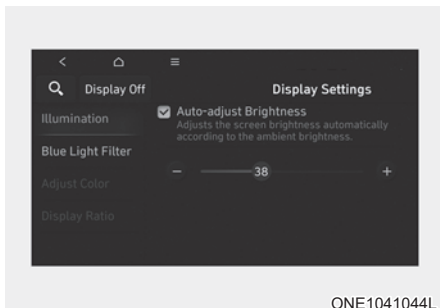 Display Off
Display Settings
Illumination
Auto-adjust Brightness
Adjusts the screen brightness automatically
according to the ambient brightness.
Blue Light Filter
38
Adjust Color
Display Ratio
ONE1041044L